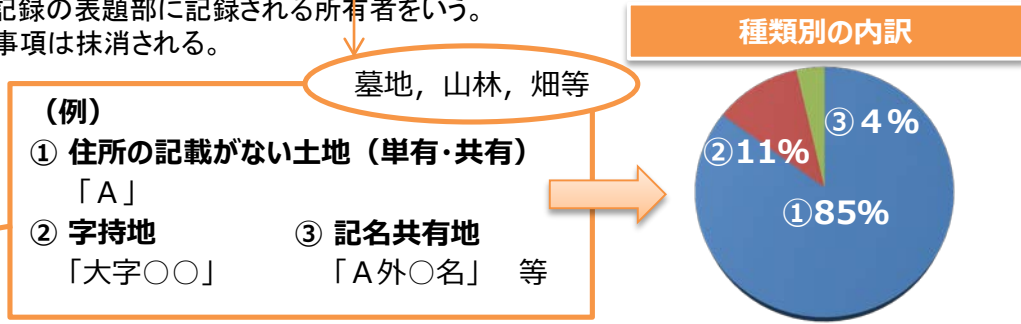 記録の表題部に記録される所有者をいう。
事項は抹消される。
種類別の内訳
墓地，山林，畑等
（例）
① 住所の記載がない土地（単有・共有）
「Ａ」
② 字持地
③ 記名共有地
「大字○○」
「Ａ外○名」 等
③４%
②11%
①85%